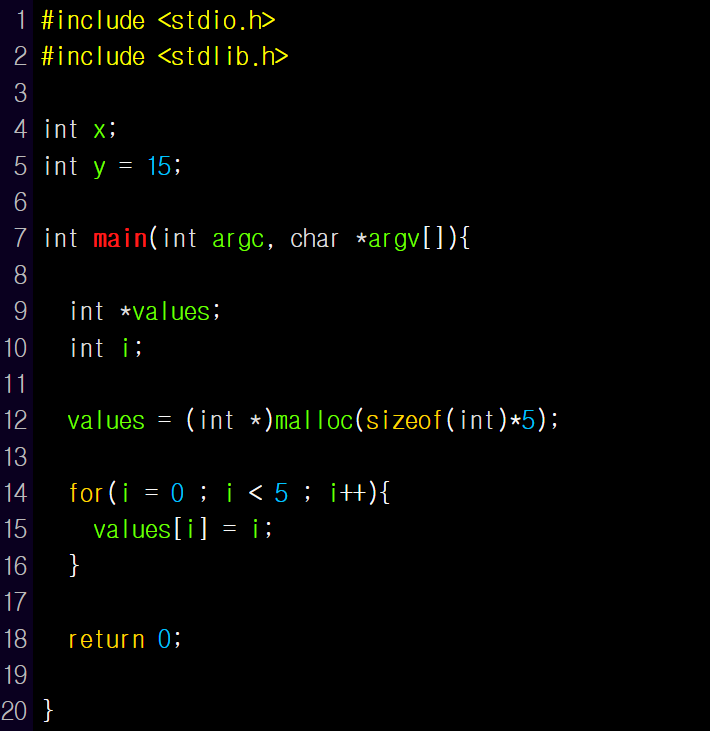 1 #include <stdio.h>
2 #include <stdlib.h>
3
4 int x;
5 int y = 15;
6
7 int main(int argc, char *argv[]){
8
9   int *values;
10   int i;
11
12   values = (int *)malloc(sizeof(int)*5);
13
14   for(i = 0 ; i < 5 ; i++){
15     values[i] = i;
16   }
17
18   return 0;
19
20 }